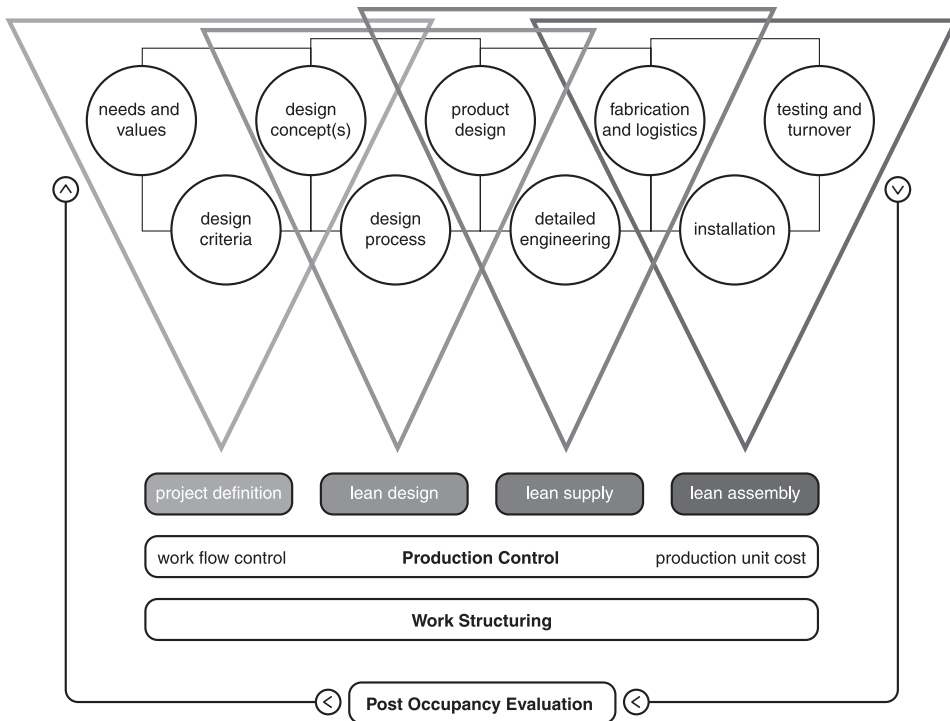 needs and
values
design
concept(s)
product
design
fabrication
and logistics
testing and
turnover
design
criteria
design
process
detailed
engineering
installation
project definition
lean design
lean supply
lean assembly
work flow control
Production Control
production unit cost
Work Structuring
Post Occupancy Evaluation